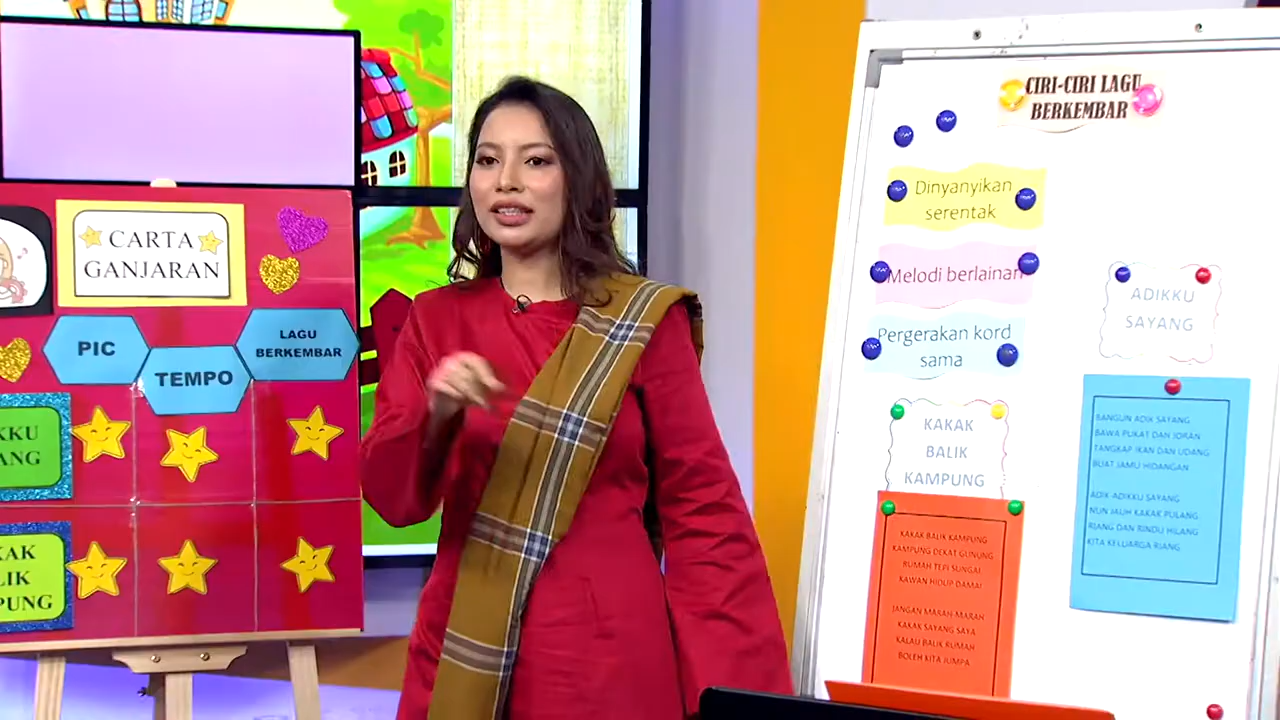 CARTA
GANJARAN
PIC
TEMPO
LAGU
BERKEMBAR
KKU
ANG
KAK
LIK
PUNG
CIRI-CIRI LAGU
BERKEMBAR
Dinyanyikan
serentak
Melodi berlainan
Pergerakan kord
sama
KAKAK
BALIK
KAMPUNG
KAKAK BALIK KAMPUNG
KAMPUNG DEKAT GUNUNG
RUMAH TEPI SUNGAI
KAWAN HIDUP DAMAI
JANGAN MARAH-MARAH
KAKAK SAYANG SAYA
KALAU BALIK RUMAH
BOLEH KITA JUMPA
ADIKKU
SAYANG
BANGUN ADIK SAYANG
BAWA PUKAT DAN JORAN
TANGKAP IKAN DAN UDANG
BUAT JAMU HIDANGAN
ADIK-ADIKKU SAYANG
NUN JAUH KAKAK PULANG
RIANG DAN RINDU HILANG
KITA KELUARGA RIANG